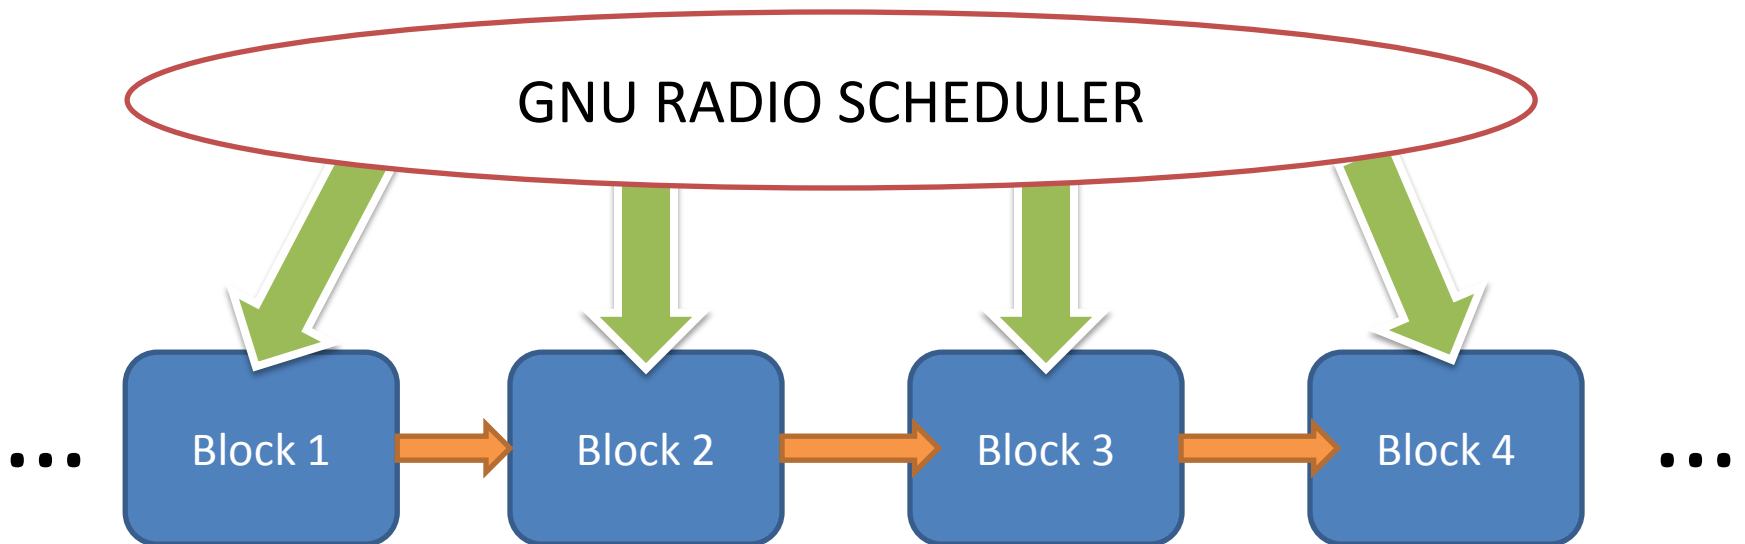 GNU RADIO SCHEDULER
... Block 1 Block 2 Block 3 Block 4 ...